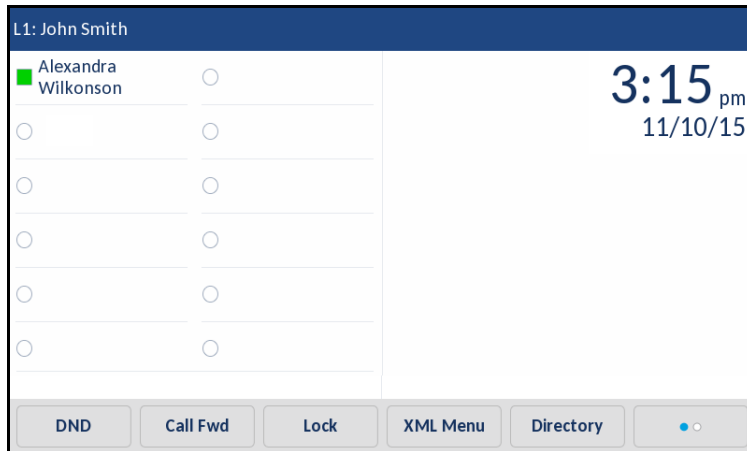 L1: John Smith
Alexandra
Wilkonson
3:15 pm
11/10/15
DND
Call Fwd
Lock
XML Menu
Directory